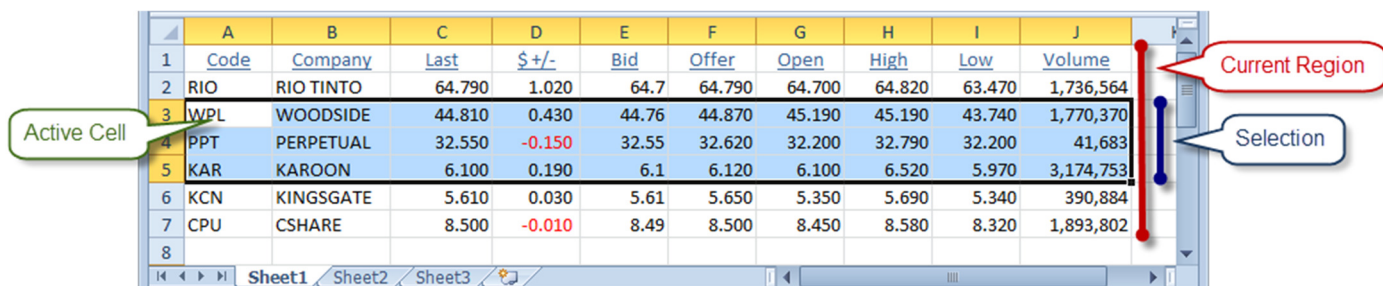 A B C D E F G H I J
1 Code Company Last $ +/- Bid Offer Open High Low Volume
Current Region
2 RIO RIO TINTO 64.790 1.020 64.7 64.790 64.700 64.820 63.470 1,736,564
3 WPL WOODSIDE 44.810 0.430 44.76 44.870 45.190 45.190 43.740 1,770,370
Active Cell
Selection
4 PPT PERPETUAL 32.550 -0.150 32.55 32.620 32.200 32.790 32.200 41,683
5 KAR KAROON 6.100 0.190 6.1 6.120 6.100 6.520 5.970 3,174,753
6 KCN KINGSGATE 5.610 0.030 5.61 5.650 5.350 5.690 5.340 390,884
7 CPU CSHARE 8.500 -0.010 8.49 8.500 8.450 8.580 8.320 1,893,802
8
Sheet1 Sheet2 Sheet3